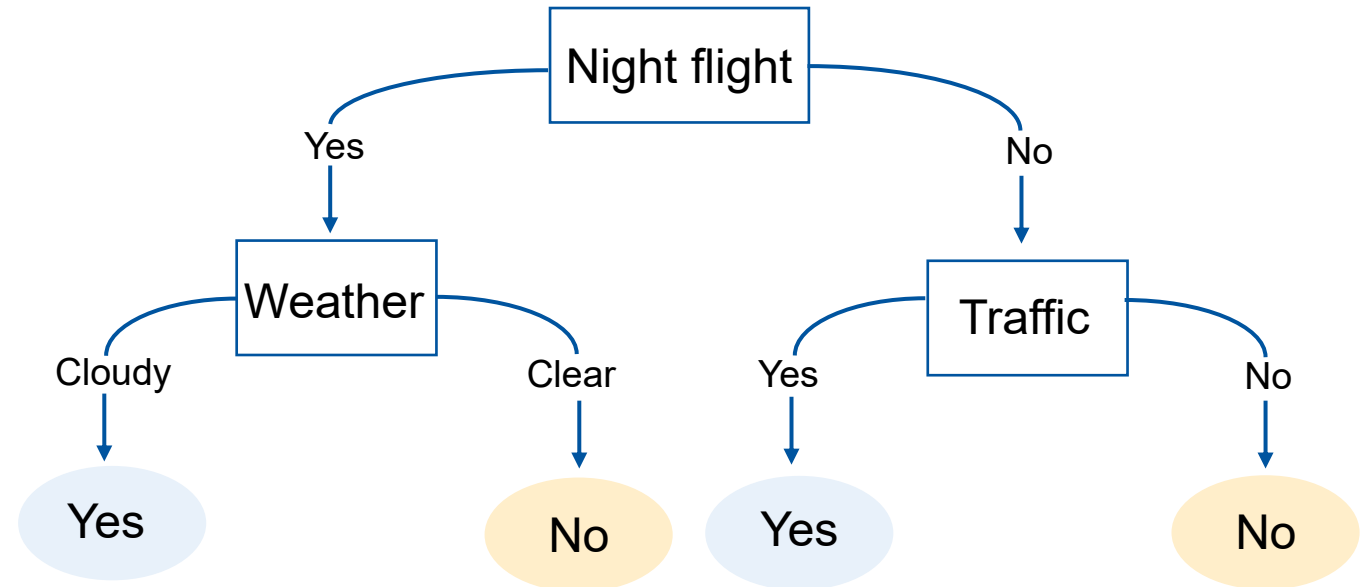 Night flight
Yes
No
Weather
Traffic
Cloudy
Clear
Yes
No
Yes
No
Yes
No